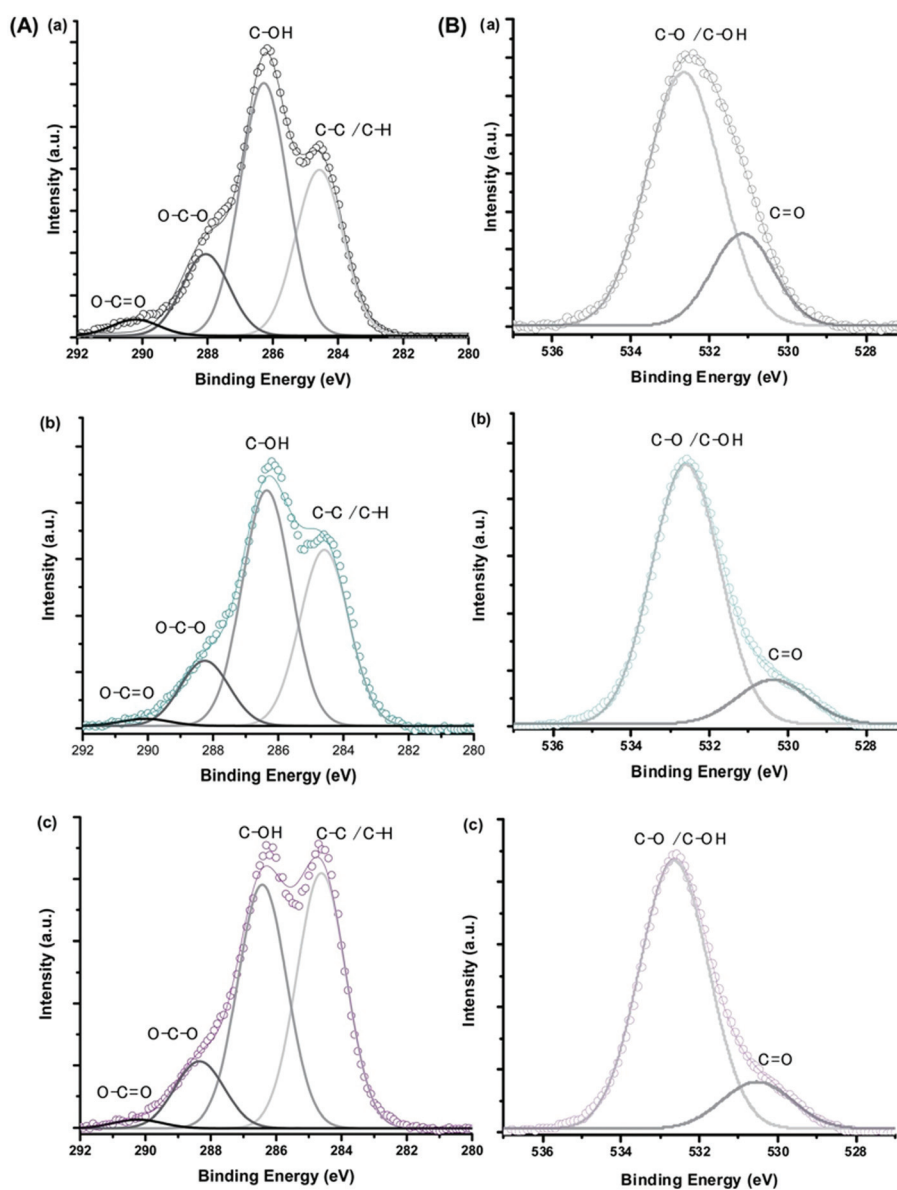 (A) (a)
C-OH
C-C /C-H
O-C-O
O-C=O
Intensity (a.u.)
292 290 288 286 284 282 280
Binding Energy (eV)
(B) (a)
C-O /C-OH
C=O
Intensity (a.u.)
536 534 532 530 528
Binding Energy (eV)
(b)
C-OH
C-C /C-H
O-C-O
O-C=O
Intensity (a.u.)
292 290 288 286 284 282 280
Binding Energy (eV)
(b)
C-O /C-OH
C=O
Intensity (a.u.)
536 534 532 530 528
Binding Energy (eV)
(c)
C-OH C-C /C-H
O-C-O
O-C=O
Intensity (a.u.)
292 290 288 286 284 282 280
Binding Energy (eV)
(c)
C-O /C-OH
C=O
Intensity (a.u.)
536 534 532 530 528
Binding Energy (eV)